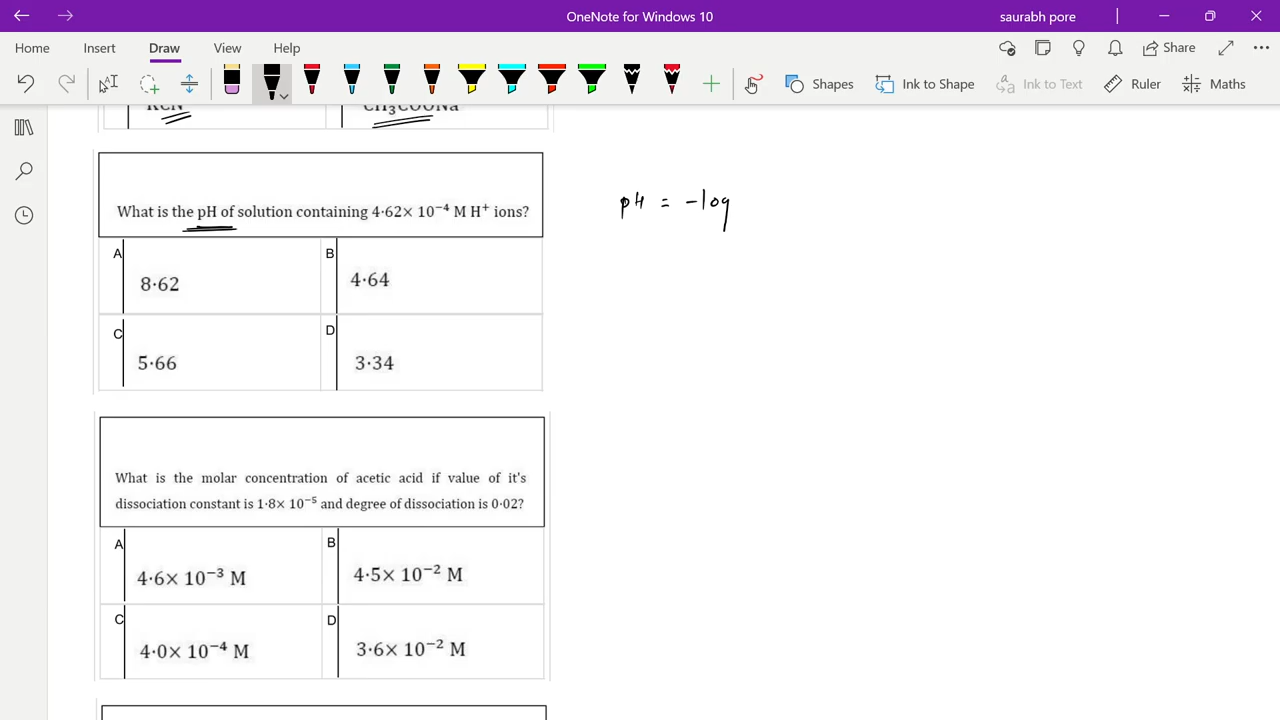 OneNote for Windows 10
saurabh pore
Home Insert Draw View Help
Share
Shapes
Ink to Shape
Ink to Text
Ruler
Maths
KCN
CH₃COONa
What is the pH of solution containing 4·62× 10⁻⁴ M H⁺ ions?
pH = -log
A 8·62
B 4·64
C 5·66
D 3·34
What is the molar concentration of acetic acid if value of it's
dissociation constant is 1·8× 10⁻⁵ and degree of dissociation is 0·02?
A 4·6× 10⁻³ M
B 4·5× 10⁻² M
C 4·0× 10⁻⁴ M
D 3·6× 10⁻² M